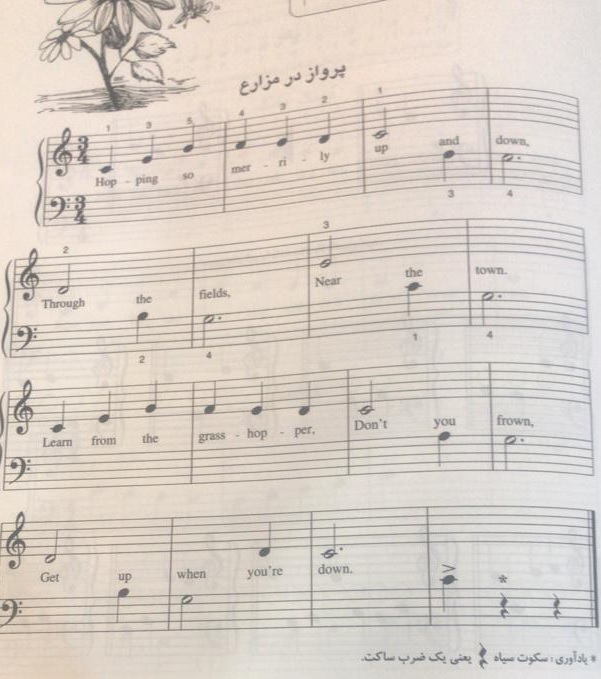 پرواز در مزارع
1 3 5 4 3 2 1
3/4
Hop - ping so mer - ri - ly up and down,
3/4
3 4
2 3
Through the fields, Near the town.
2 4 1 4
Learn from the grass - hop - per, Don't you frown,
Get up when you're down.
*
* یادآوری: سکوت سیاه یعنی یک ضرب ساکت.